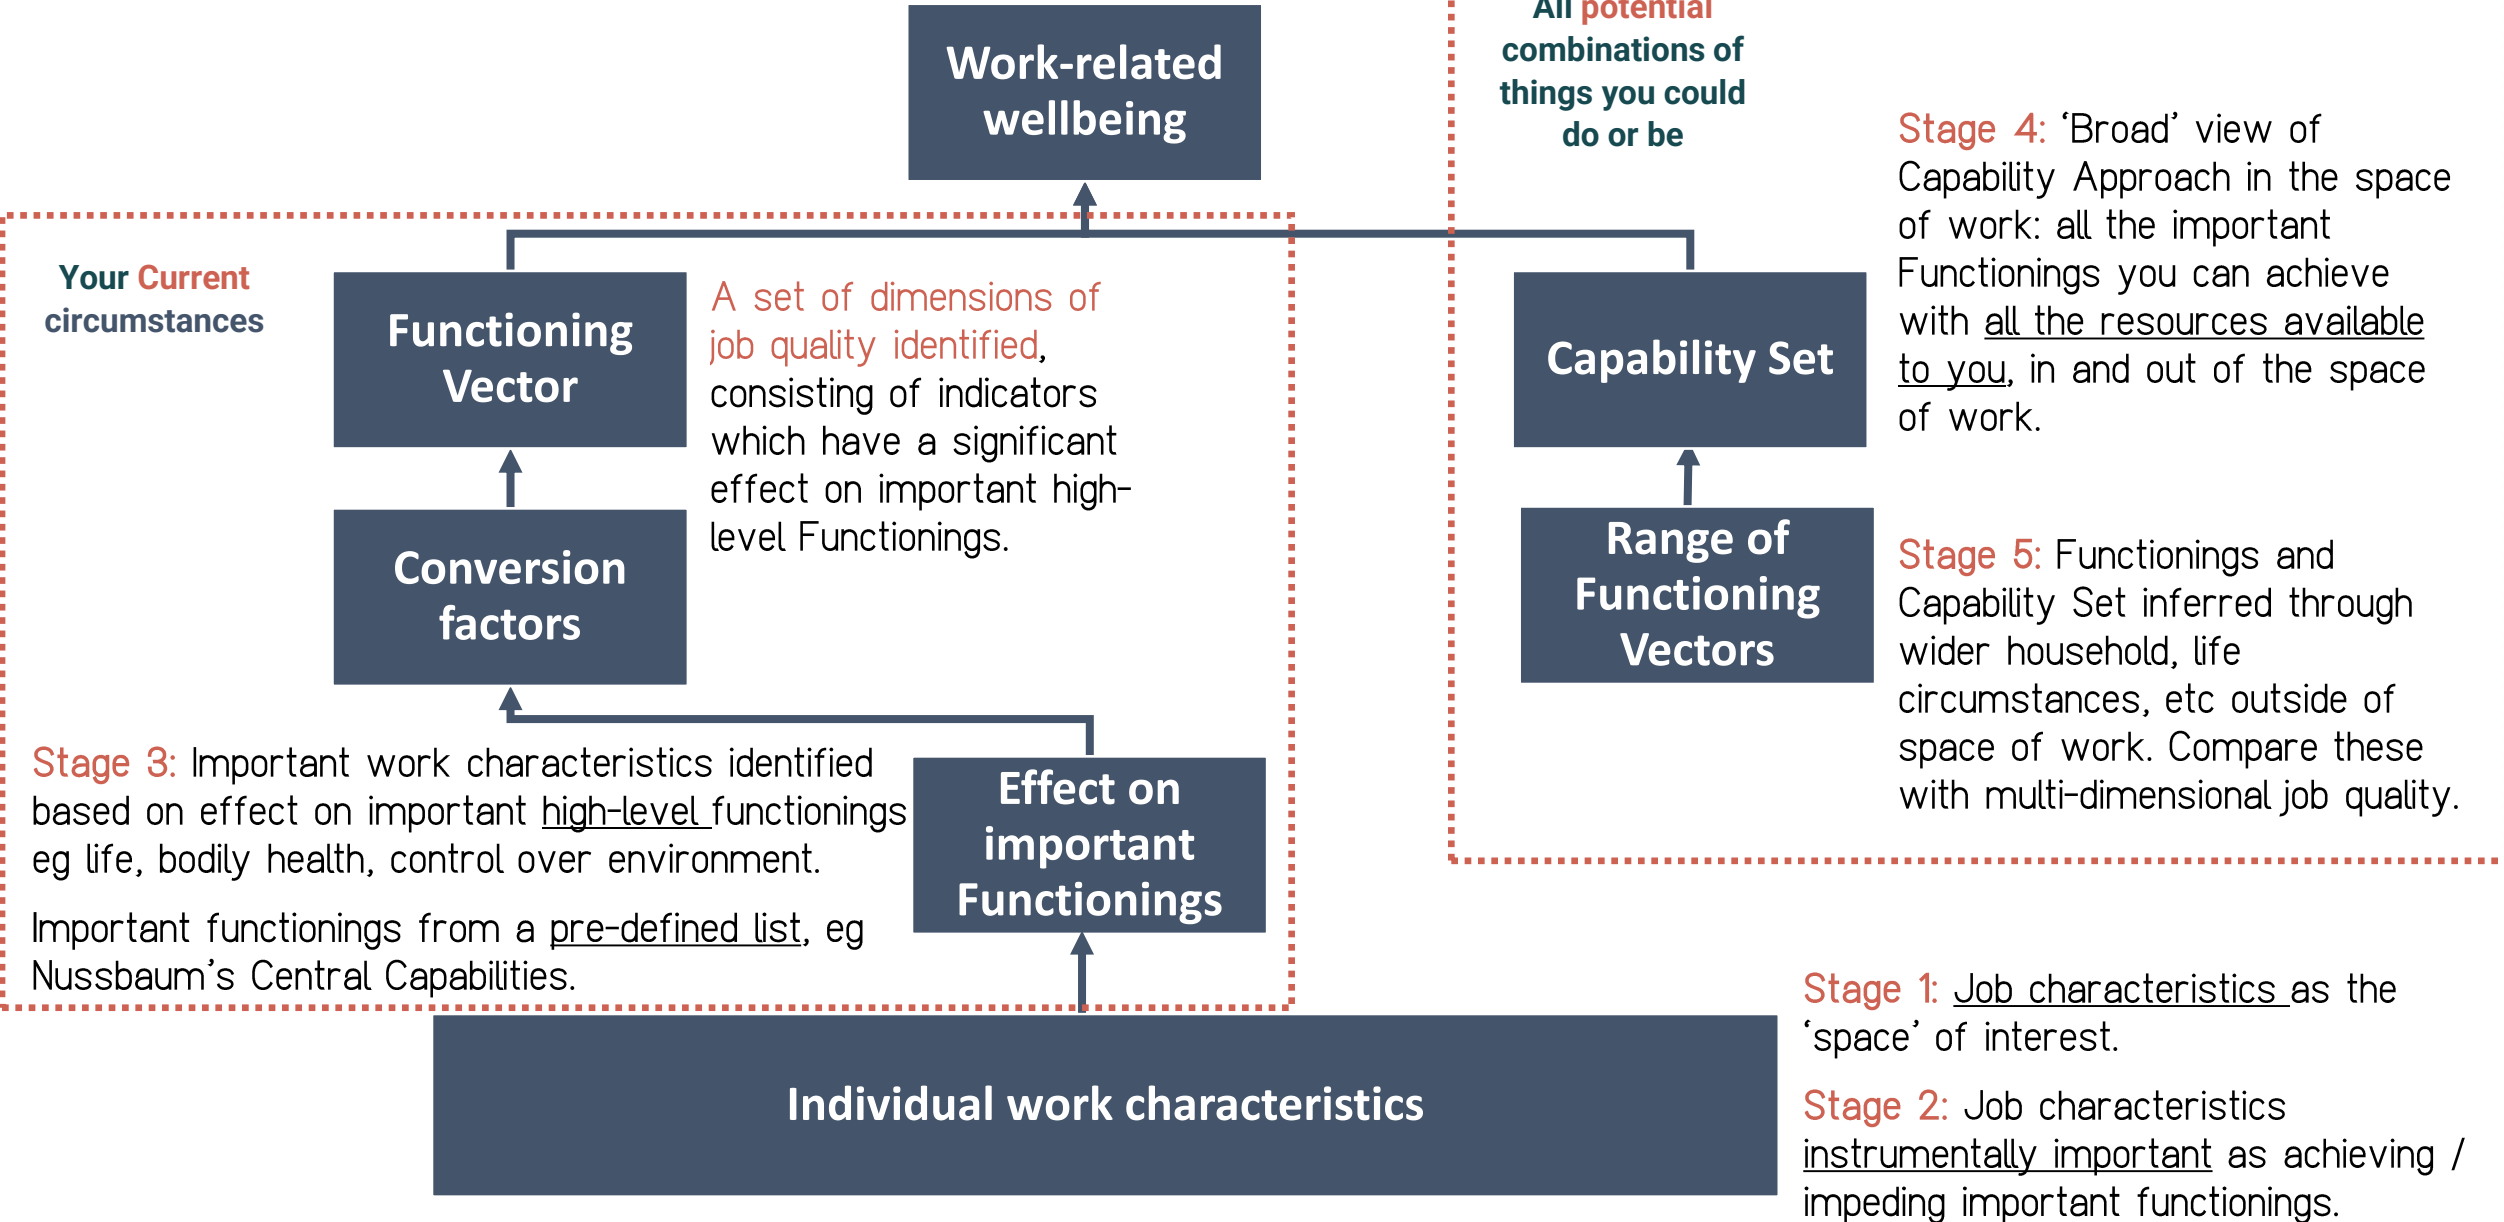 All potential
combinations of
things you could
do or be
Work-related
wellbeing
Stage 4: ‘Broad’ view of
Capability Approach in the space
of work: all the important
Functionings you can achieve
with all the resources available
to you, in and out of the space
of work.
Your Current
circumstances
Functioning
Vector
A set of dimensions of
job quality identified,
consisting of indicators
which have a significant
effect on important high-
level Functionings.
Capability Set
Conversion
factors
Range of
Functioning
Vectors
Stage 5: Functionings and
Capability Set inferred through
wider household, life
circumstances, etc outside of
space of work. Compare these
with multi-dimensional job quality.
Stage 3: Important work characteristics identified
based on effect on important high-level functionings
eg life, bodily health, control over environment.
Important functionings from a pre-defined list, eg
Nussbaum’s Central Capabilities.
Effect on
important
Functionings
Stage 1: Job characteristics as the
‘space’ of interest.
Stage 2: Job characteristics
instrumentally important as achieving /
impeding important functionings.
Individual work characteristics